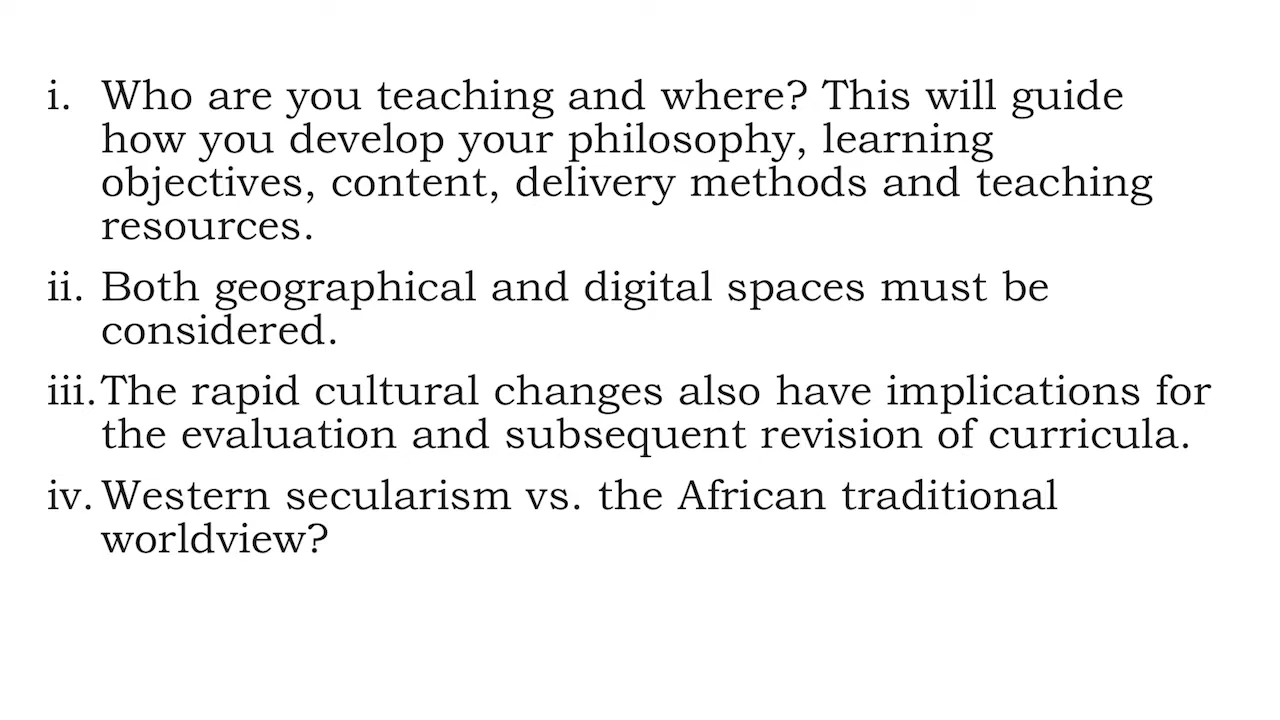 i. Who are you teaching and where? This will guide
how you develop your philosophy, learning
objectives, content, delivery methods and teaching
resources.
ii. Both geographical and digital spaces must be
considered.
iii. The rapid cultural changes also have implications for
the evaluation and subsequent revision of curricula.
iv. Western secularism vs. the African traditional
worldview?